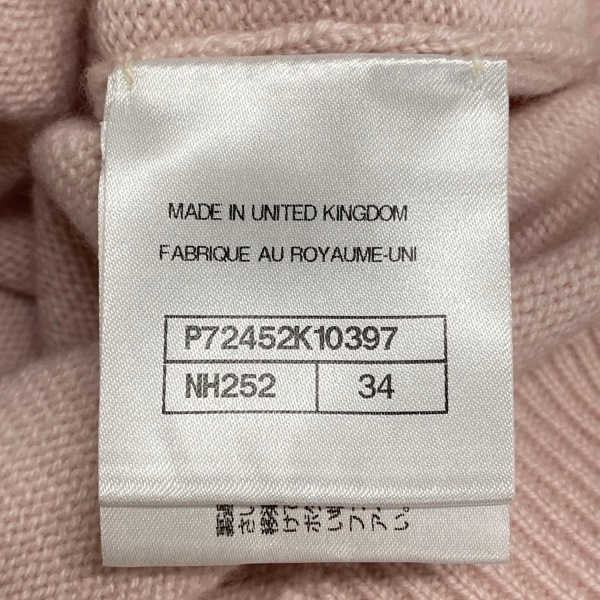 MADE IN UNITED KINGDOM
FABRIQUE AU ROYAUME-UNI
P72452K10397
NH252 34